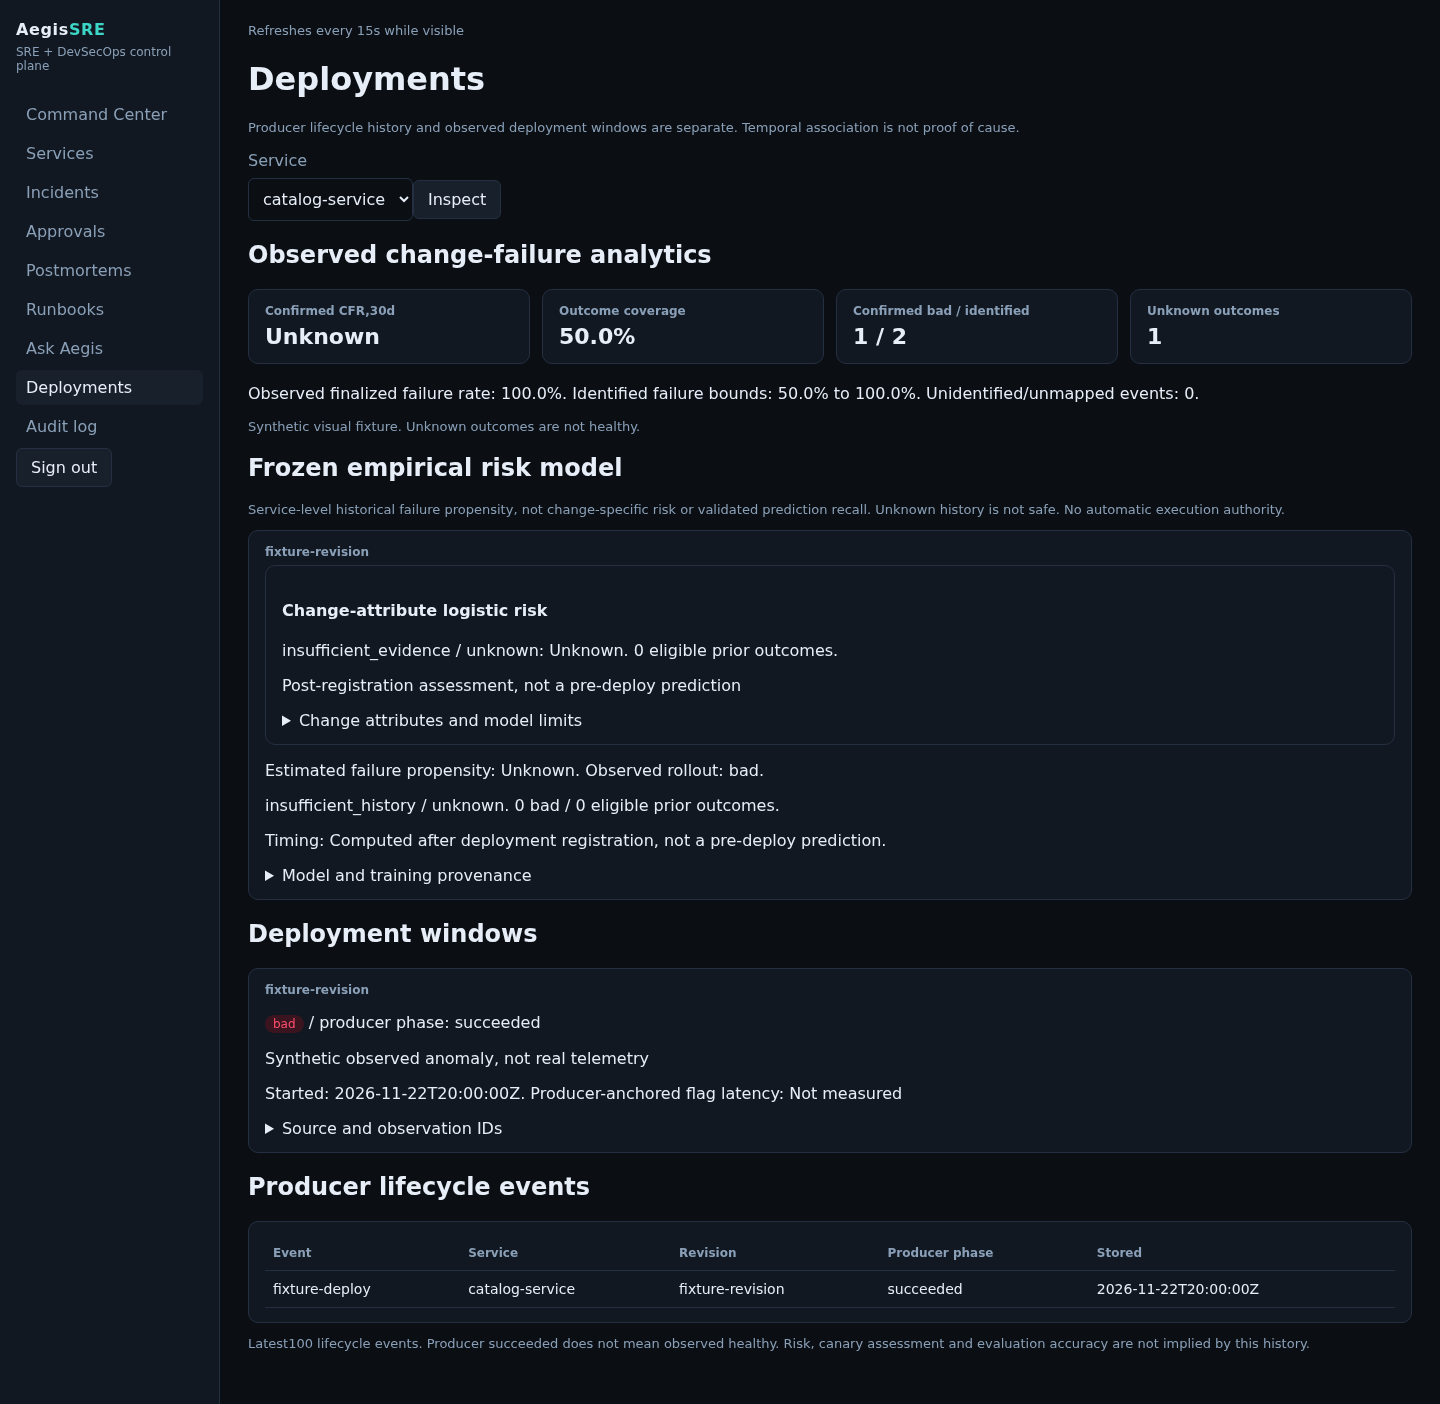 AegisSRE
SRE + DevSecOps control
plane
Command Center
Services
Incidents
Approvals
Postmortems
Runbooks
Ask Aegis
Deployments
Audit log
Sign out
Refreshes every 15s while visible
Deployments
Producer lifecycle history and observed deployment windows are separate. Temporal association is not proof of cause.
Service
catalog-service Inspect
Observed change-failure analytics
Confirmed CFR,30d Outcome coverage Confirmed bad / identified Unknown outcomes
Unknown 50.0% 1 / 2 1
Observed finalized failure rate: 100.0%. Identified failure bounds: 50.0% to 100.0%. Unidentified/unmapped events: 0.
Synthetic visual fixture. Unknown outcomes are not healthy.
Frozen empirical risk model
Service-level historical failure propensity, not change-specific risk or validated prediction recall. Unknown history is not safe. No automatic execution authority.
fixture-revision
Change-attribute logistic risk
insufficient_evidence / unknown: Unknown. 0 eligible prior outcomes.
Post-registration assessment, not a pre-deploy prediction
Change attributes and model limits
Estimated failure propensity: Unknown. Observed rollout: bad.
insufficient_history / unknown. 0 bad / 0 eligible prior outcomes.
Timing: Computed after deployment registration, not a pre-deploy prediction.
Model and training provenance
Deployment windows
fixture-revision
bad / producer phase: succeeded
Synthetic observed anomaly, not real telemetry
Started: 2026-11-22T20:00:00Z. Producer-anchored flag latency: Not measured
Source and observation IDs
Producer lifecycle events
Event Service Revision Producer phase Stored
fixture-deploy catalog-service fixture-revision succeeded 2026-11-22T20:00:00Z
Latest100 lifecycle events. Producer succeeded does not mean observed healthy. Risk, canary assessment and evaluation accuracy are not implied by this history.